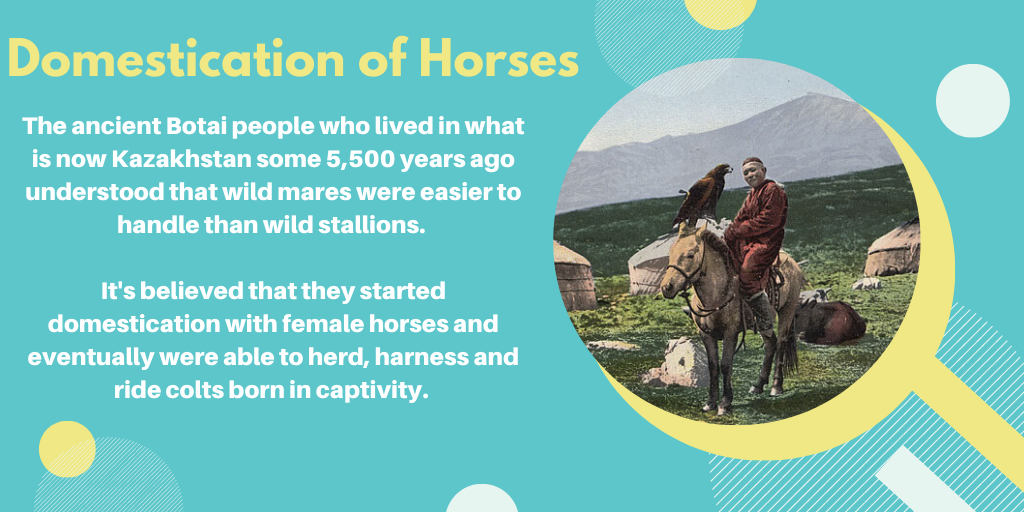 Domestication of Horses
The ancient Botai people who lived in what
is now Kazakhstan some 5,500 years ago
understood that wild mares were easier to
handle than wild stallions.
It's believed that they started
domestication with female horses and
eventually were able to herd, harness and
ride colts born in captivity.